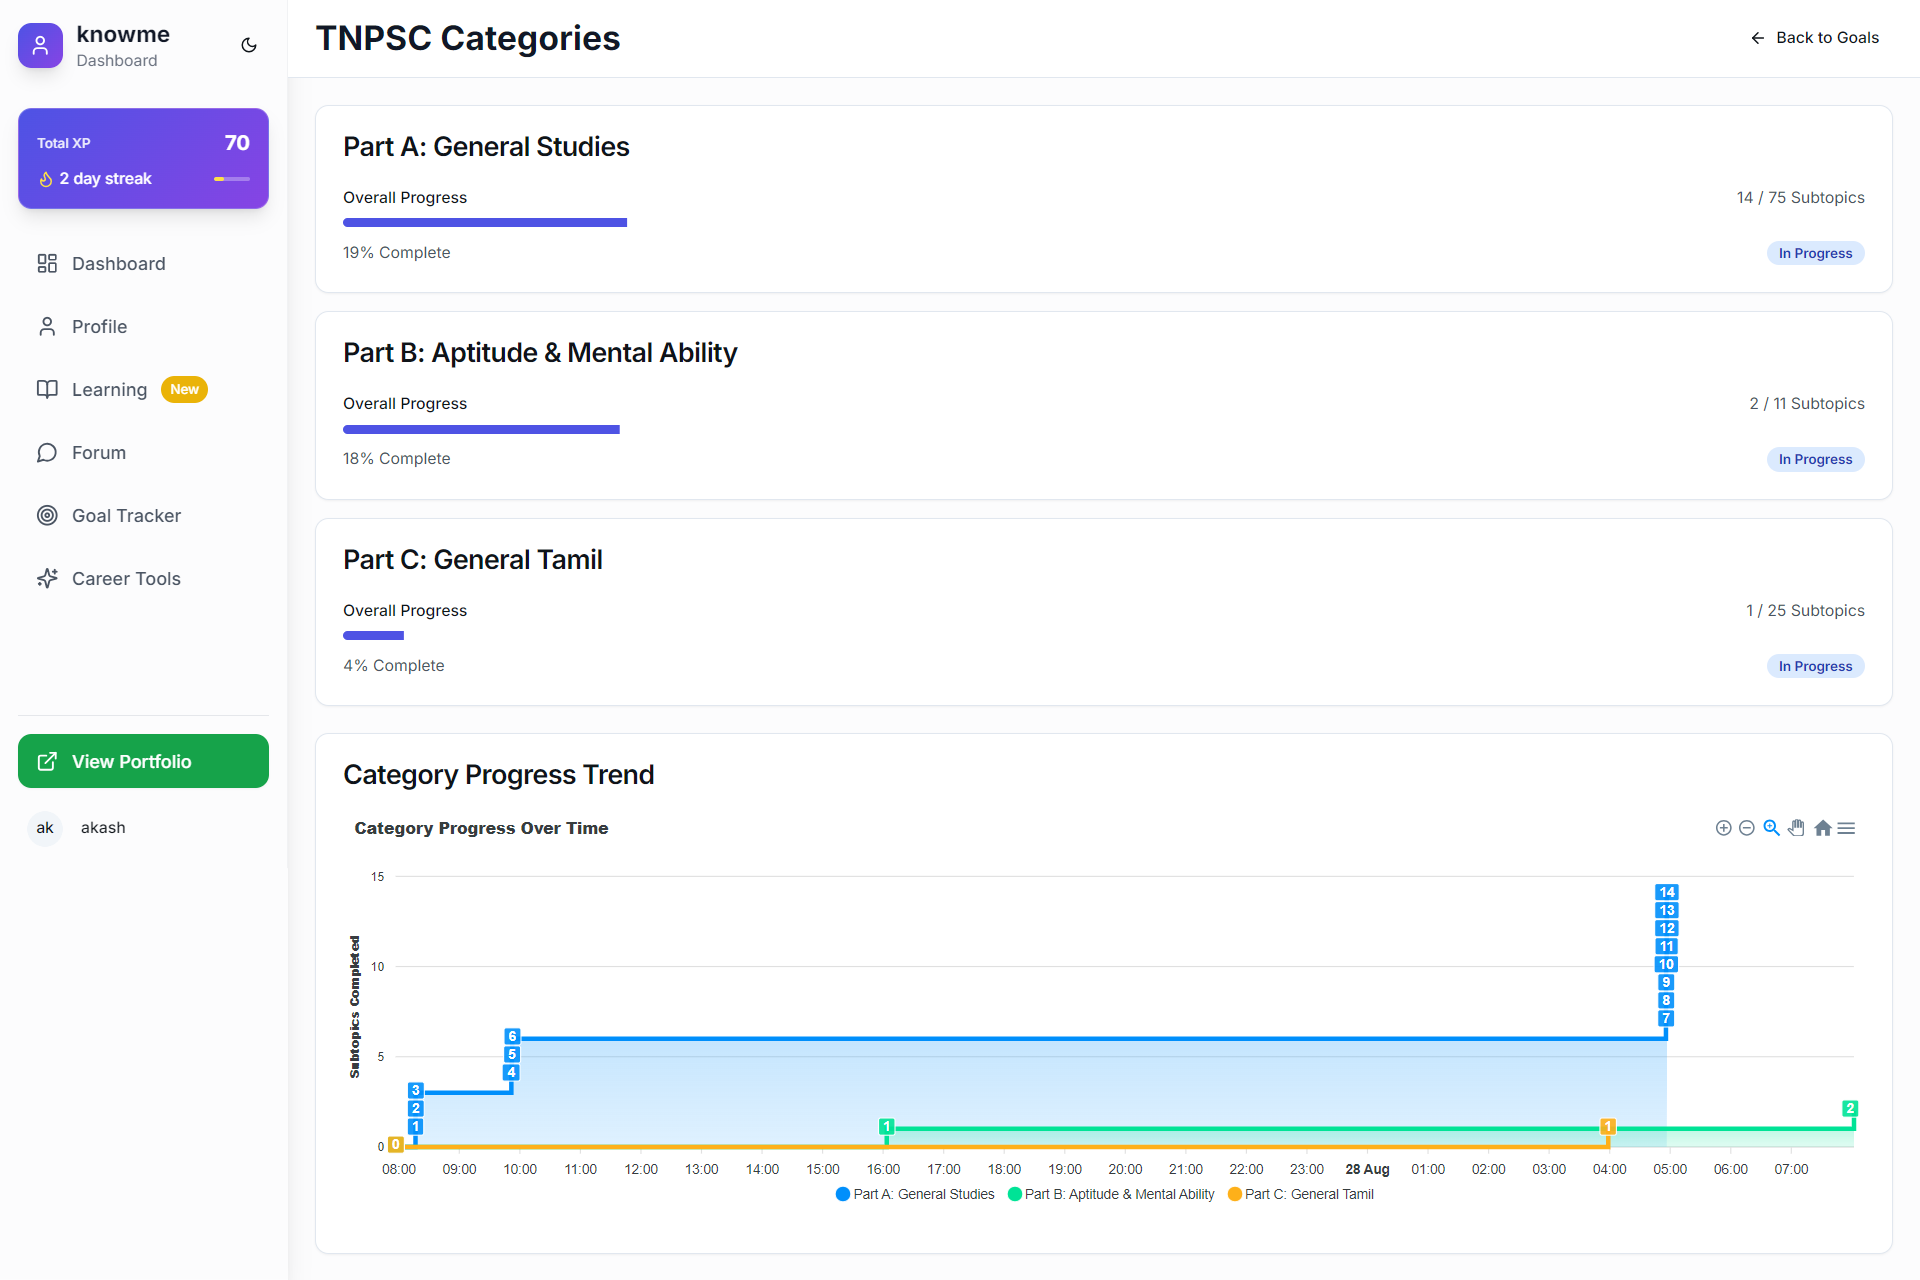 knowme
Dashboard
Total XP 70
2 day streak
Dashboard
Profile
Learning New
Forum
Goal Tracker
Career Tools
View Portfolio
ak akash
TNPSC Categories
Back to Goals
Part A: General Studies
Overall Progress 14 / 75 Subtopics
19% Complete In Progress
Part B: Aptitude & Mental Ability
Overall Progress 2 / 11 Subtopics
18% Complete In Progress
Part C: General Tamil
Overall Progress 1 / 25 Subtopics
4% Complete In Progress
Category Progress Trend
Category Progress Over Time
Subtopics Completed
15
10
5
0
14
13
12
11
10
9
8
7
6
5
4
3
2
1
0
1
1
2
08:00 09:00 10:00 11:00 12:00 13:00 14:00 15:00 16:00 17:00 18:00 19:00 20:00 21:00 22:00 23:00 28 Aug 01:00 02:00 03:00 04:00 05:00 06:00 07:00
Part A: General Studies Part B: Aptitude & Mental Ability Part C: General Tamil